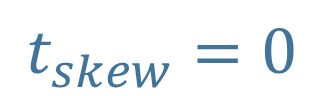 t_skew = 0